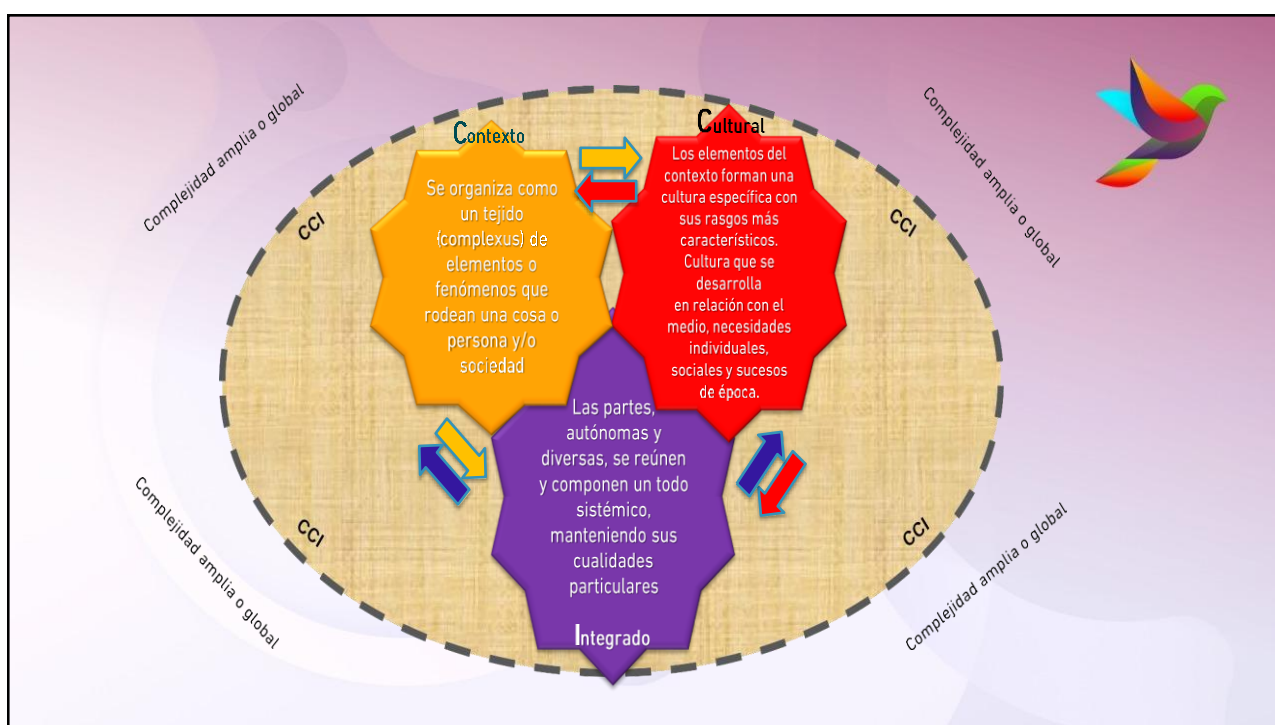 Complejidad amplia o global
Complejidad amplia o global
CCI
CCI
Contexto
Se organiza como
un tejido
(complexus) de
elementos o
fenómenos que
rodean una cosa o
persona y/o
sociedad
Cultural
Los elementos del
contexto forman una
cultura específica con
sus rasgos más
característicos.
Cultura que se
desarrolla
en relación con el
medio, necesidades
individuales,
sociales y sucesos
de época.
Las partes,
autónomas y
diversas, se reúnen
y componen un todo
sistémico,
manteniendo sus
cualidades
particulares
Integrado
CCI
CCI
Complejidad amplia o global
Complejidad amplia o global